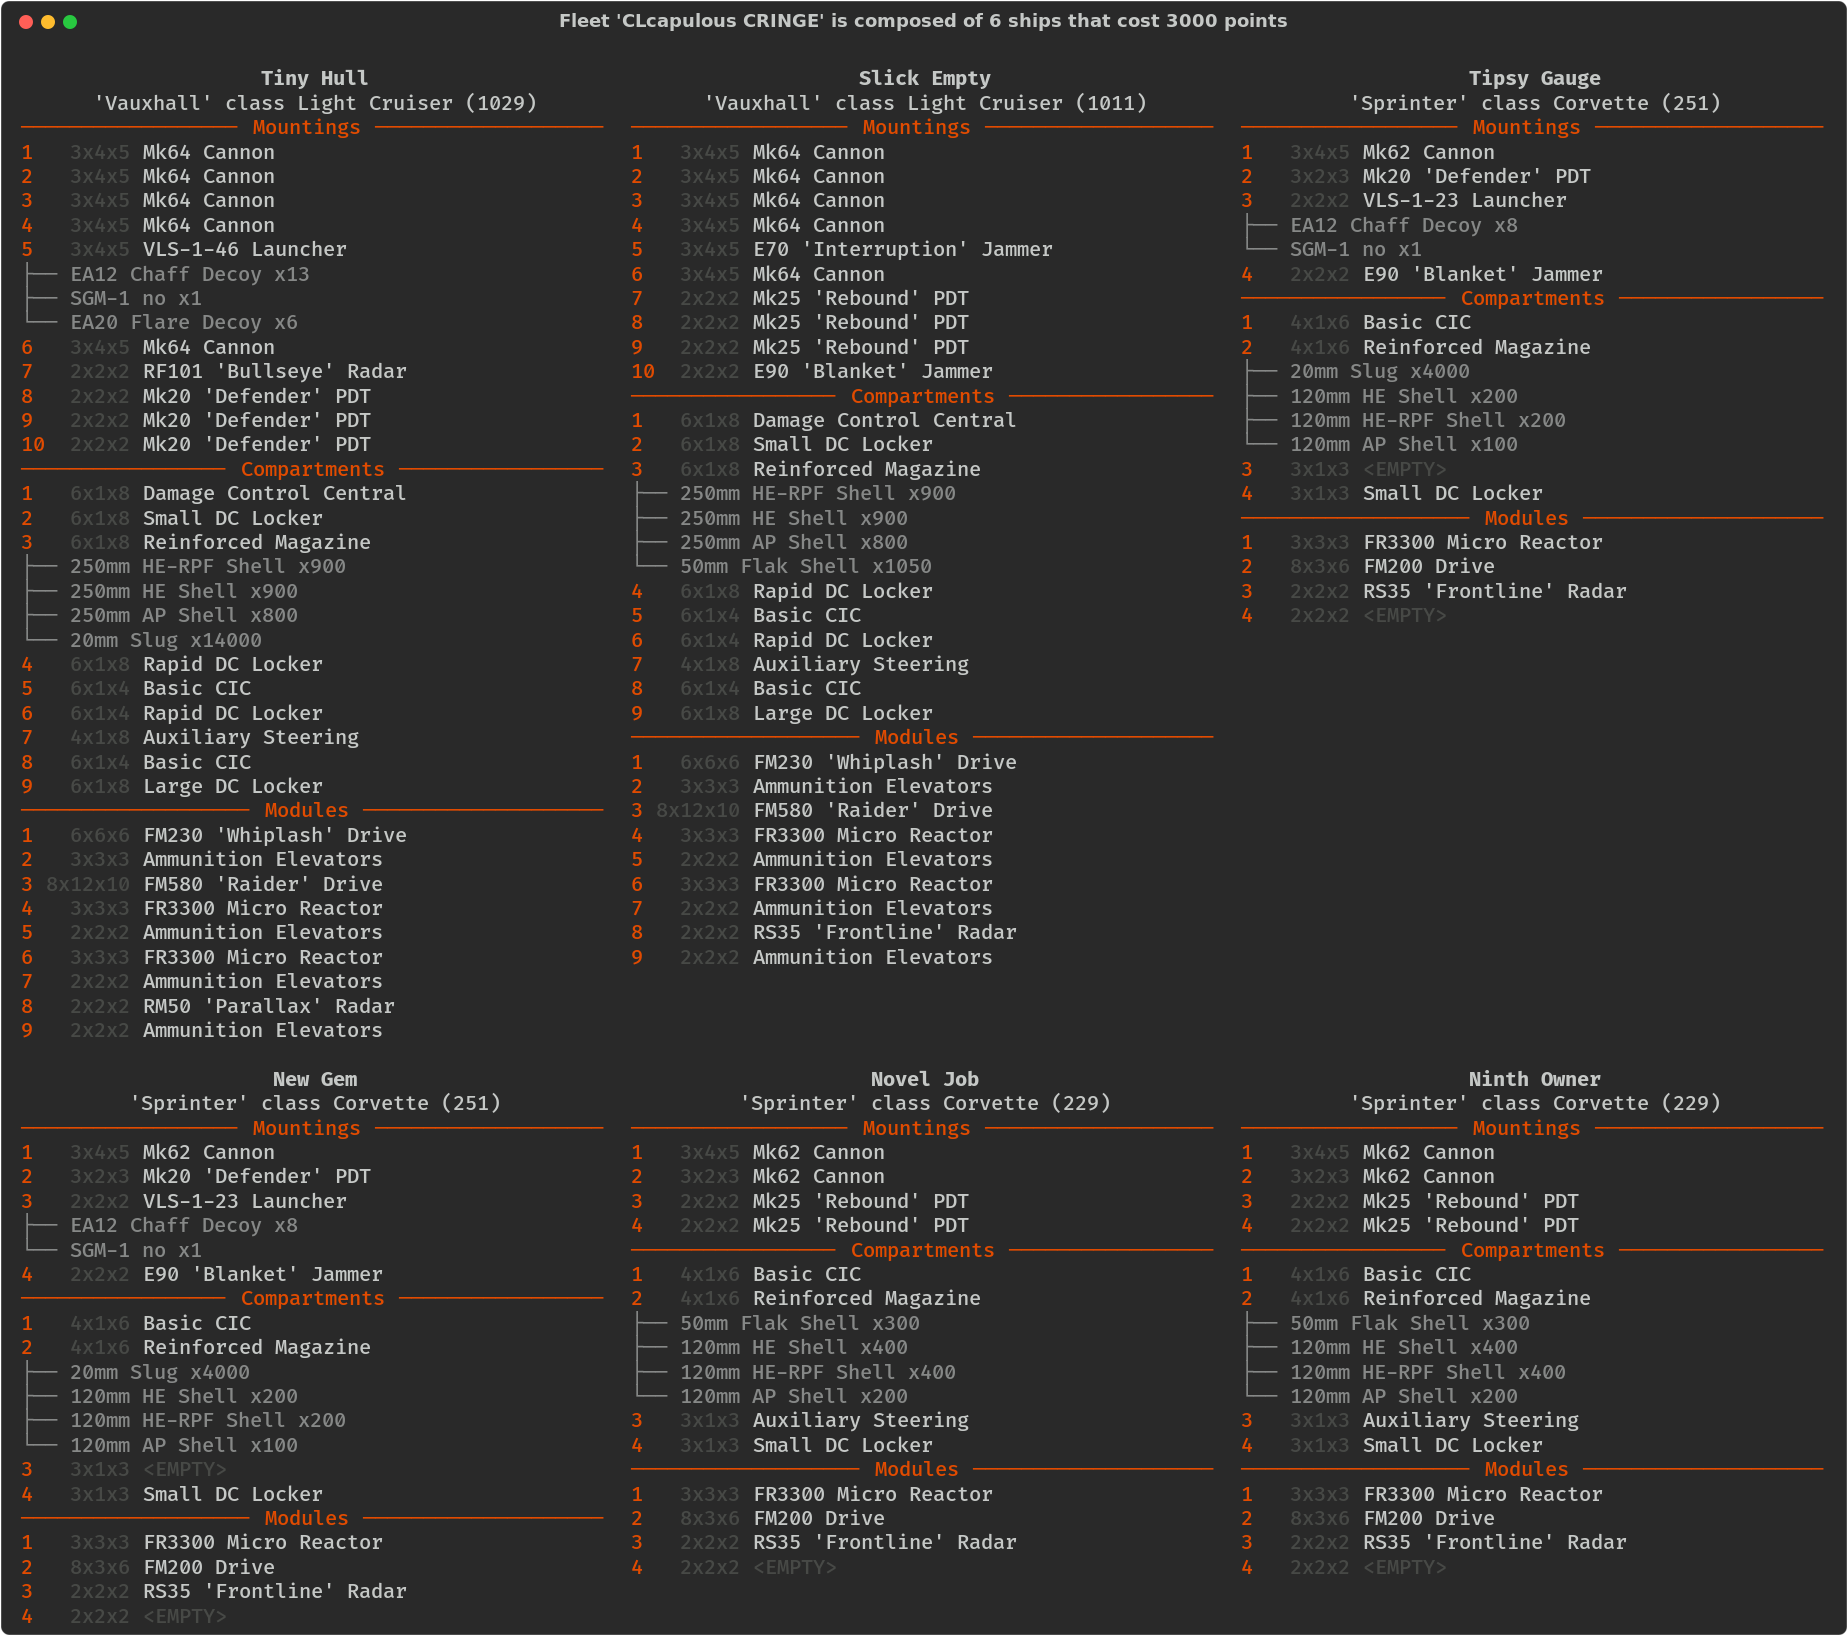 Fleet 'CLcapulous CRINGE' is composed of 6 ships that cost 3000 points
Tiny Hull
'Vauxhall' class Light Cruiser (1029)
Mountings
1 3x4x5 Mk64 Cannon
2 3x4x5 Mk64 Cannon
3 3x4x5 Mk64 Cannon
4 3x4x5 Mk64 Cannon
5 3x4x5 VLS-1-46 Launcher
EA12 Chaff Decoy x13
SGM-1 no x1
EA20 Flare Decoy x6
6 3x4x5 Mk64 Cannon
7 2x2x2 RF101 'Bullseye' Radar
8 2x2x2 Mk20 'Defender' PDT
9 2x2x2 Mk20 'Defender' PDT
10 2x2x2 Mk20 'Defender' PDT
Compartments
1 6x1x8 Damage Control Central
2 6x1x8 Small DC Locker
3 6x1x8 Reinforced Magazine
250mm HE-RPF Shell x900
250mm HE Shell x900
250mm AP Shell x800
20mm Slug x14000
4 6x1x8 Rapid DC Locker
5 6x1x4 Basic CIC
6 6x1x4 Rapid DC Locker
7 4x1x8 Auxiliary Steering
8 6x1x4 Basic CIC
9 6x1x8 Large DC Locker
Modules
1 6x6x6 FM230 'Whiplash' Drive
2 3x3x3 Ammunition Elevators
3 8x12x10 FM580 'Raider' Drive
4 3x3x3 FR3300 Micro Reactor
5 2x2x2 Ammunition Elevators
6 3x3x3 FR3300 Micro Reactor
7 2x2x2 Ammunition Elevators
8 2x2x2 RM50 'Parallax' Radar
9 2x2x2 Ammunition Elevators
Slick Empty
'Vauxhall' class Light Cruiser (1011)
Mountings
1 3x4x5 Mk64 Cannon
2 3x4x5 Mk64 Cannon
3 3x4x5 Mk64 Cannon
4 3x4x5 Mk64 Cannon
5 3x4x5 E70 'Interruption' Jammer
6 3x4x5 Mk64 Cannon
7 2x2x2 Mk25 'Rebound' PDT
8 2x2x2 Mk25 'Rebound' PDT
9 2x2x2 Mk25 'Rebound' PDT
10 2x2x2 E90 'Blanket' Jammer
Compartments
1 6x1x8 Damage Control Central
2 6x1x8 Small DC Locker
3 6x1x8 Reinforced Magazine
250mm HE-RPF Shell x900
250mm HE Shell x900
250mm AP Shell x800
50mm Flak Shell x1050
4 6x1x8 Rapid DC Locker
5 6x1x4 Basic CIC
6 6x1x4 Rapid DC Locker
7 4x1x8 Auxiliary Steering
8 6x1x4 Basic CIC
9 6x1x8 Large DC Locker
Modules
1 6x6x6 FM230 'Whiplash' Drive
2 3x3x3 Ammunition Elevators
3 8x12x10 FM580 'Raider' Drive
4 3x3x3 FR3300 Micro Reactor
5 2x2x2 Ammunition Elevators
6 3x3x3 FR3300 Micro Reactor
7 2x2x2 Ammunition Elevators
8 2x2x2 RS35 'Frontline' Radar
9 2x2x2 Ammunition Elevators
Tipsy Gauge
'Sprinter' class Corvette (251)
Mountings
1 3x4x5 Mk62 Cannon
2 3x2x3 Mk20 'Defender' PDT
3 2x2x2 VLS-1-23 Launcher
EA12 Chaff Decoy x8
SGM-1 no x1
4 2x2x2 E90 'Blanket' Jammer
Compartments
1 4x1x6 Basic CIC
2 4x1x6 Reinforced Magazine
20mm Slug x4000
120mm HE Shell x200
120mm HE-RPF Shell x200
120mm AP Shell x100
3 3x1x3 <EMPTY>
4 3x1x3 Small DC Locker
Modules
1 3x3x3 FR3300 Micro Reactor
2 8x3x6 FM200 Drive
3 2x2x2 RS35 'Frontline' Radar
4 2x2x2 <EMPTY>
New Gem
'Sprinter' class Corvette (251)
Mountings
1 3x4x5 Mk62 Cannon
2 3x2x3 Mk20 'Defender' PDT
3 2x2x2 VLS-1-23 Launcher
EA12 Chaff Decoy x8
SGM-1 no x1
4 2x2x2 E90 'Blanket' Jammer
Compartments
1 4x1x6 Basic CIC
2 4x1x6 Reinforced Magazine
20mm Slug x4000
120mm HE Shell x200
120mm HE-RPF Shell x200
120mm AP Shell x100
3 3x1x3 <EMPTY>
4 3x1x3 Small DC Locker
Modules
1 3x3x3 FR3300 Micro Reactor
2 8x3x6 FM200 Drive
3 2x2x2 RS35 'Frontline' Radar
4 2x2x2 <EMPTY>
Novel Job
'Sprinter' class Corvette (229)
Mountings
1 3x4x5 Mk62 Cannon
2 3x2x3 Mk62 Cannon
3 2x2x2 Mk25 'Rebound' PDT
4 2x2x2 Mk25 'Rebound' PDT
Compartments
1 4x1x6 Basic CIC
2 4x1x6 Reinforced Magazine
50mm Flak Shell x300
120mm HE Shell x400
120mm HE-RPF Shell x400
120mm AP Shell x200
3 3x1x3 Auxiliary Steering
4 3x1x3 Small DC Locker
Modules
1 3x3x3 FR3300 Micro Reactor
2 8x3x6 FM200 Drive
3 2x2x2 RS35 'Frontline' Radar
4 2x2x2 <EMPTY>
Ninth Owner
'Sprinter' class Corvette (229)
Mountings
1 3x4x5 Mk62 Cannon
2 3x2x3 Mk62 Cannon
3 2x2x2 Mk25 'Rebound' PDT
4 2x2x2 Mk25 'Rebound' PDT
Compartments
1 4x1x6 Basic CIC
2 4x1x6 Reinforced Magazine
50mm Flak Shell x300
120mm HE Shell x400
120mm HE-RPF Shell x400
120mm AP Shell x200
3 3x1x3 Auxiliary Steering
4 3x1x3 Small DC Locker
Modules
1 3x3x3 FR3300 Micro Reactor
2 8x3x6 FM200 Drive
3 2x2x2 RS35 'Frontline' Radar
4 2x2x2 <EMPTY>